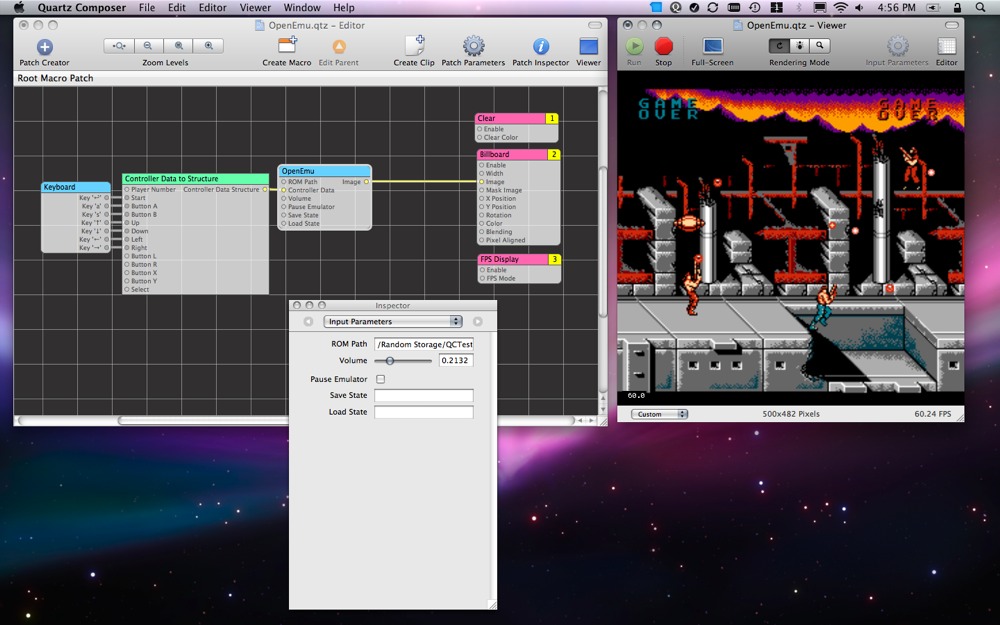 Quartz Composer File Edit Editor Viewer Window Help 4:56 PM
OpenEmu.qtz - Editor
Patch Creator Zoom Levels Create Macro Edit Parent Create Clip Patch Parameters Patch Inspector Viewer
Root Macro Patch
Keyboard
Key 'a'
Key 's'
Key '↑'
Key '↓'
Key '←'
Key '→'
Controller Data to Structure
Player Number Controller Data Structure
Start
Button A
Button B
Up
Down
Left
Right
Button L
Button R
Button X
Button Y
Select
OpenEmu
ROM Path Image
Controller Data
Volume
Pause Emulator
Save State
Load State
Clear 1
Enable
Clear Color
Billboard 2
Enable
Width
Image
Mask Image
X Position
Y Position
Rotation
Color
Blending
Pixel Aligned
FPS Display 3
Enable
FPS Mode
Inspector
Input Parameters
ROM Path /Random Storage/QCTest
Volume 0.2132
Pause Emulator
Save State
Load State
OpenEmu.qtz - Viewer
Run Stop Full-Screen Rendering Mode Input Parameters Editor
GAME OVER GAME OVER
60.0
Custom 500x482 Pixels 60.24 FPS